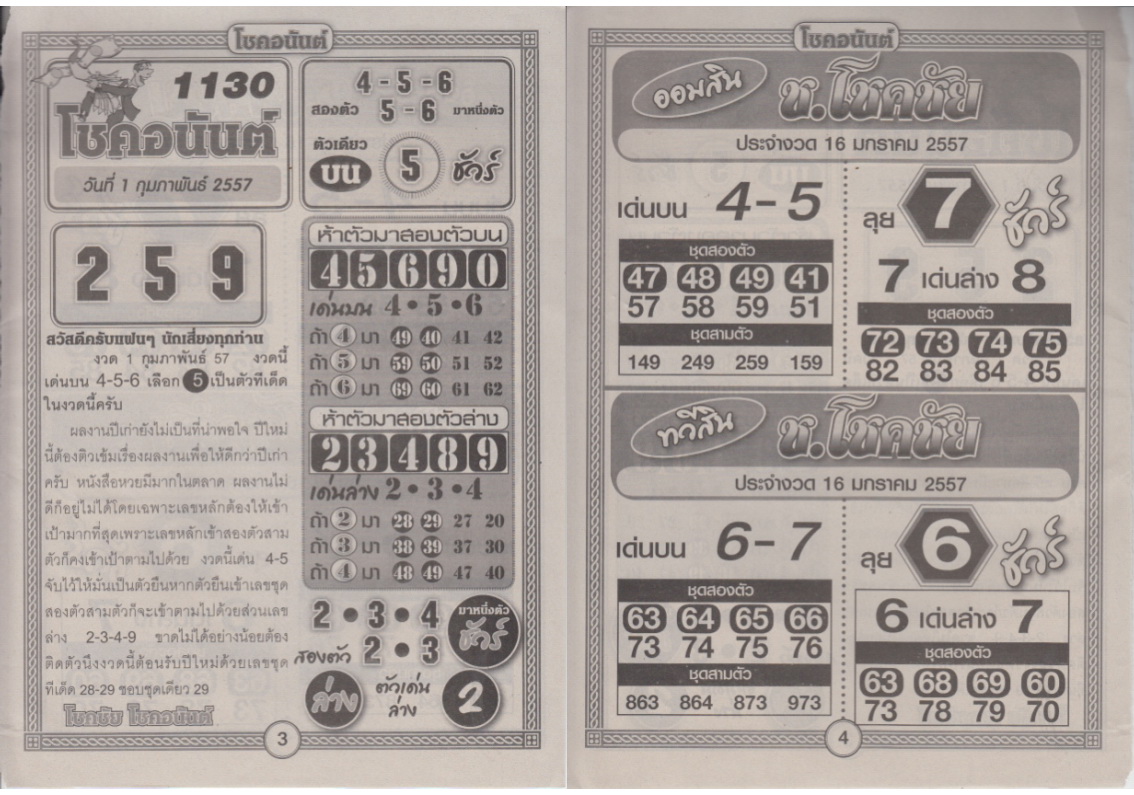 โชคอนันต์
1130
โชคอนันต์
วันที่ 1 กุมภาพันธ์ 2557
2 5 9
สวัสดีครับแฟนๆ นักเสี่ยงทุกท่าน
งวด 1 กุมภาพันธ์ 57 งวดนี้
เด่นบน 4-5-6 เลือก 5 เป็นตัวทีเด็ด
ในงวดนี้ครับ
ผลงานปีเก่ายังไม่เป็นที่น่าพอใจ ปีใหม่
นี้ต้องติวเข้มเรื่องผลงานเพื่อให้ดีกว่าปีเก่า
ครับ หนังสือหวยมีมากในตลาด ผลงานไม่
ดีก็อยู่ไม่ได้โดยเฉพาะเลขหลักต้องให้เข้า
เป้ามากที่สุดเพราะเลขหลักเข้าสองตัวสาม
ตัวก็คงเข้าเป้าตามไปด้วย งวดนี้เด่น 4-5
จับไว้ให้มั่นเป็นตัวยืนหากตัวยืนเข้าเลขชุด
สองตัวสามตัวก็จะเข้าตามไปด้วยส่วนเลข
ล่าง 2-3-4-9 ขาดไม่ได้อย่างน้อยต้อง
ติดตัวนึงงวดนี้ต้อนรับปีใหม่ด้วยเลขชุด
ทีเด็ด 28-29 ชอบชุดเดียว 29
โชคชัย โชคอนันต์
4 - 5 - 6
สองตัว 5 - 6 มาหนึ่งตัว
ตัวเดียว
บน 5 ชัวร์
ห้าตัวมาสองตัวบน
4 5 6 9 0
เด่นบน 4 • 5 • 6
ถ้า 4 มา 49 40 41 42
ถ้า 5 มา 59 50 51 52
ถ้า 6 มา 69 60 61 62
ห้าตัวมาสองตัวล่าง
2 3 4 8 9
เด่นล่าง 2 • 3 • 4
ถ้า 2 มา 28 29 27 20
ถ้า 3 มา 38 39 37 30
ถ้า 4 มา 48 49 47 40
2 • 3 • 4 มาหนึ่งตัว
ชัวร์
สองตัว 2 • 3
ล่าง ตัวเด่น
ล่าง 2
3
โชคอนันต์
ออมสิน ช.โชคชัย
ประจำงวด 16 มกราคม 2557
เด่นบน 4 - 5
ชุดสองตัว
47 48 49 41
57 58 59 51
ชุดสามตัว
149 249 259 159
ลุย 7 ชัวร์
7 เด่นล่าง 8
ชุดสองตัว
72 73 74 75
82 83 84 85
ทวีสิน ช.โชคชัย
ประจำงวด 16 มกราคม 2557
เด่นบน 6 - 7
ชุดสองตัว
63 64 65 66
73 74 75 76
ชุดสามตัว
863 864 873 973
ลุย 6 ชัวร์
6 เด่นล่าง 7
ชุดสองตัว
63 68 69 60
73 78 79 70
4